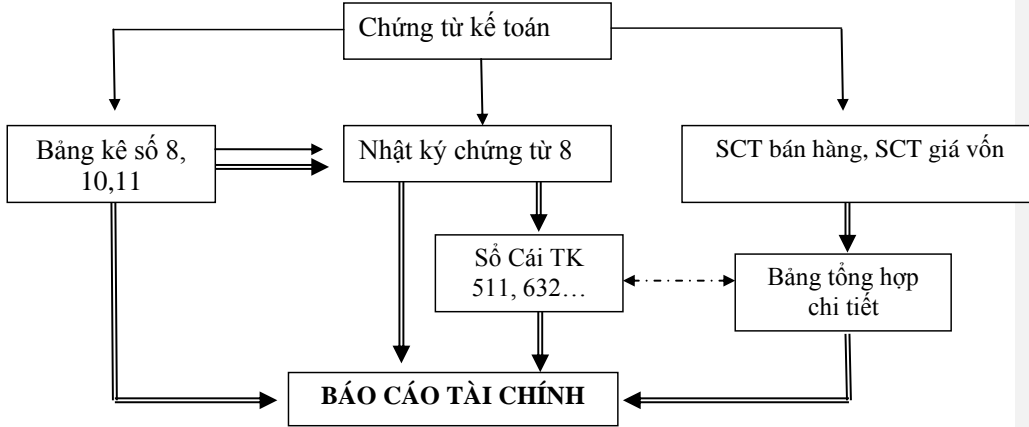 Chứng từ kế toán
Bảng kê số 8,
10,11
Nhật ký chứng từ 8
SCT bán hàng, SCT giá vốn
Sổ Cái TK
511, 632…
Bảng tổng hợp
chi tiết
BÁO CÁO TÀI CHÍNH